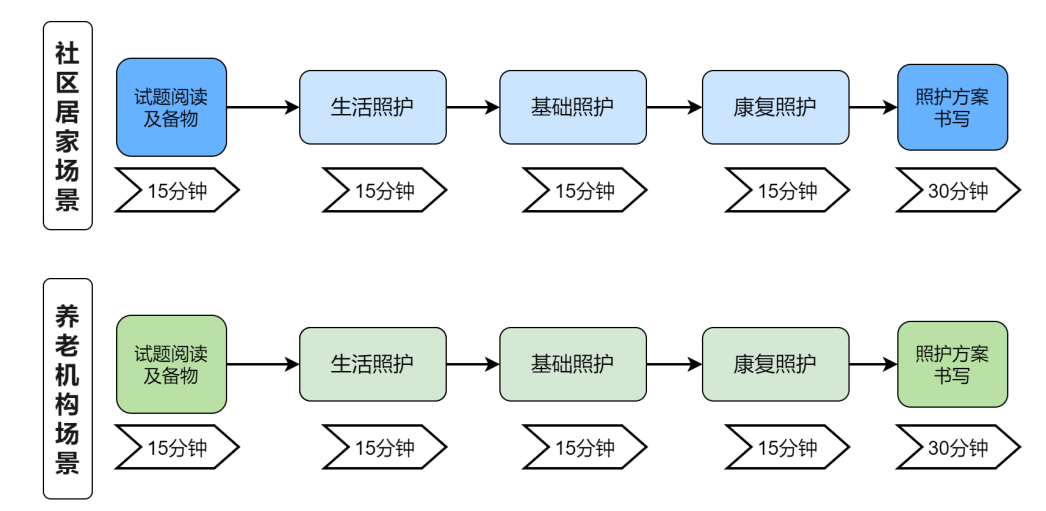 社区居家场景
试题阅读
及备物
生活照护
基础照护
康复照护
照护方案
书写
15分钟
15分钟
15分钟
15分钟
30分钟
养老机构场景
试题阅读
及备物
生活照护
基础照护
康复照护
照护方案
书写
15分钟
15分钟
15分钟
15分钟
30分钟